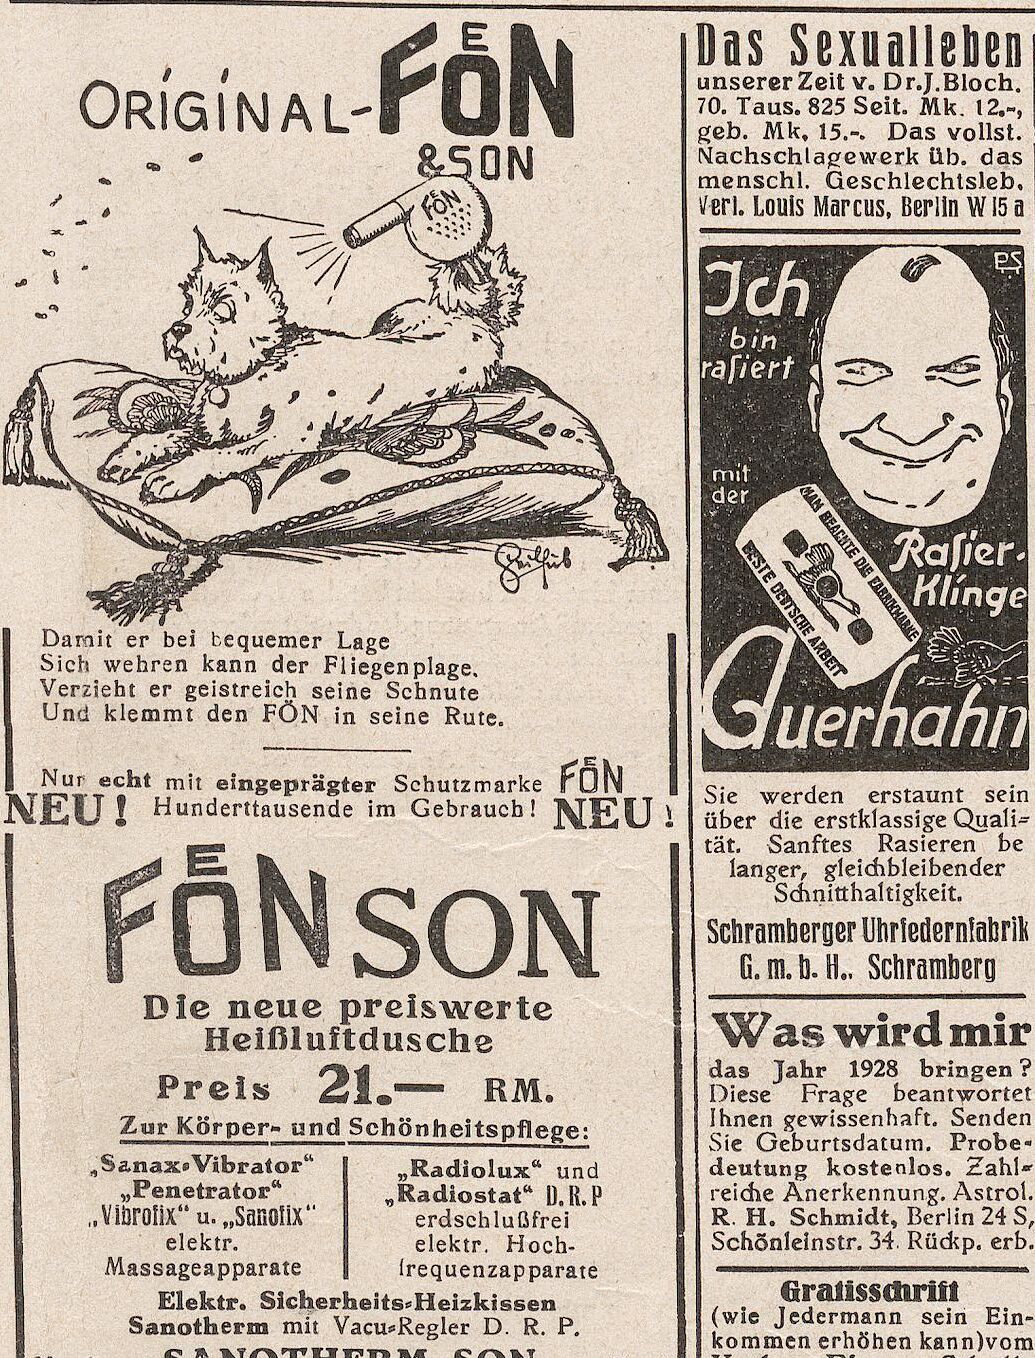 ORIGINAL-FÖEN
& SON
FÖEN
Damit er bei bequemer Lage
Sich wehren kann der Fliegenplage,
Verzieht er geistreich seine Schnute
Und klemmt den FÖN in seine Rute.
Nur echt mit eingeprägter Schutzmarke FÖEN
NEU! Hunderttausende im Gebrauch! NEU!
FÖEN SON
Die neue preiswerte
Heißluftdusche
Preis 21.— RM.
Zur Körper- und Schönheitspflege:
„Sanax-Vibrator“
„Penetrator“
„Vibrofix“ u. „Sanofix“
elektr.
Massageapparate
„Radiolux“ und
„Radiostat“ D.R.P
erdschlußfrei
elektr. Hoch-
frequenzapparate
Elektr. Sicherheits-Heizkissen
Sanotherm mit Vacu-Regler D. R. P.
SANOTHERM SON
Das Sexualleben
unserer Zeit v. Dr. J. Bloch.
70. Taus. 825 Seit. Mk. 12.-,
geb. Mk. 15.-. Das vollst.
Nachschlagewerk üb. das
menschl. Geschlechtsleb.
Verl. Louis Marcus, Berlin W 15 a
Ich
bin
rasiert
mit
der
MAN BEACHTE DIE FABRIKMARKE
BESTE DEUTSCHE ARBEIT
Rasier-
Klinge
Auerhahn
Sie werden erstaunt sein
über die erstklassige Quali-
tät. Sanftes Rasieren be
langer, gleichbleibender
Schnitthaltigkeit.
Schramberger Uhrfedernfabrik
G. m. b. H., Schramberg
Was wird mir
das Jahr 1928 bringen?
Diese Frage beantwortet
Ihnen gewissenhaft. Senden
Sie Geburtsdatum. Probe-
deutung kostenlos. Zahl-
reiche Anerkennung. Astrol.
R. H. Schmidt, Berlin 24 S,
Schönleinstr. 34. Rückp. erb.
Gratisschrift
(wie Jedermann sein Ein-
kommen erhöhen kann) vom